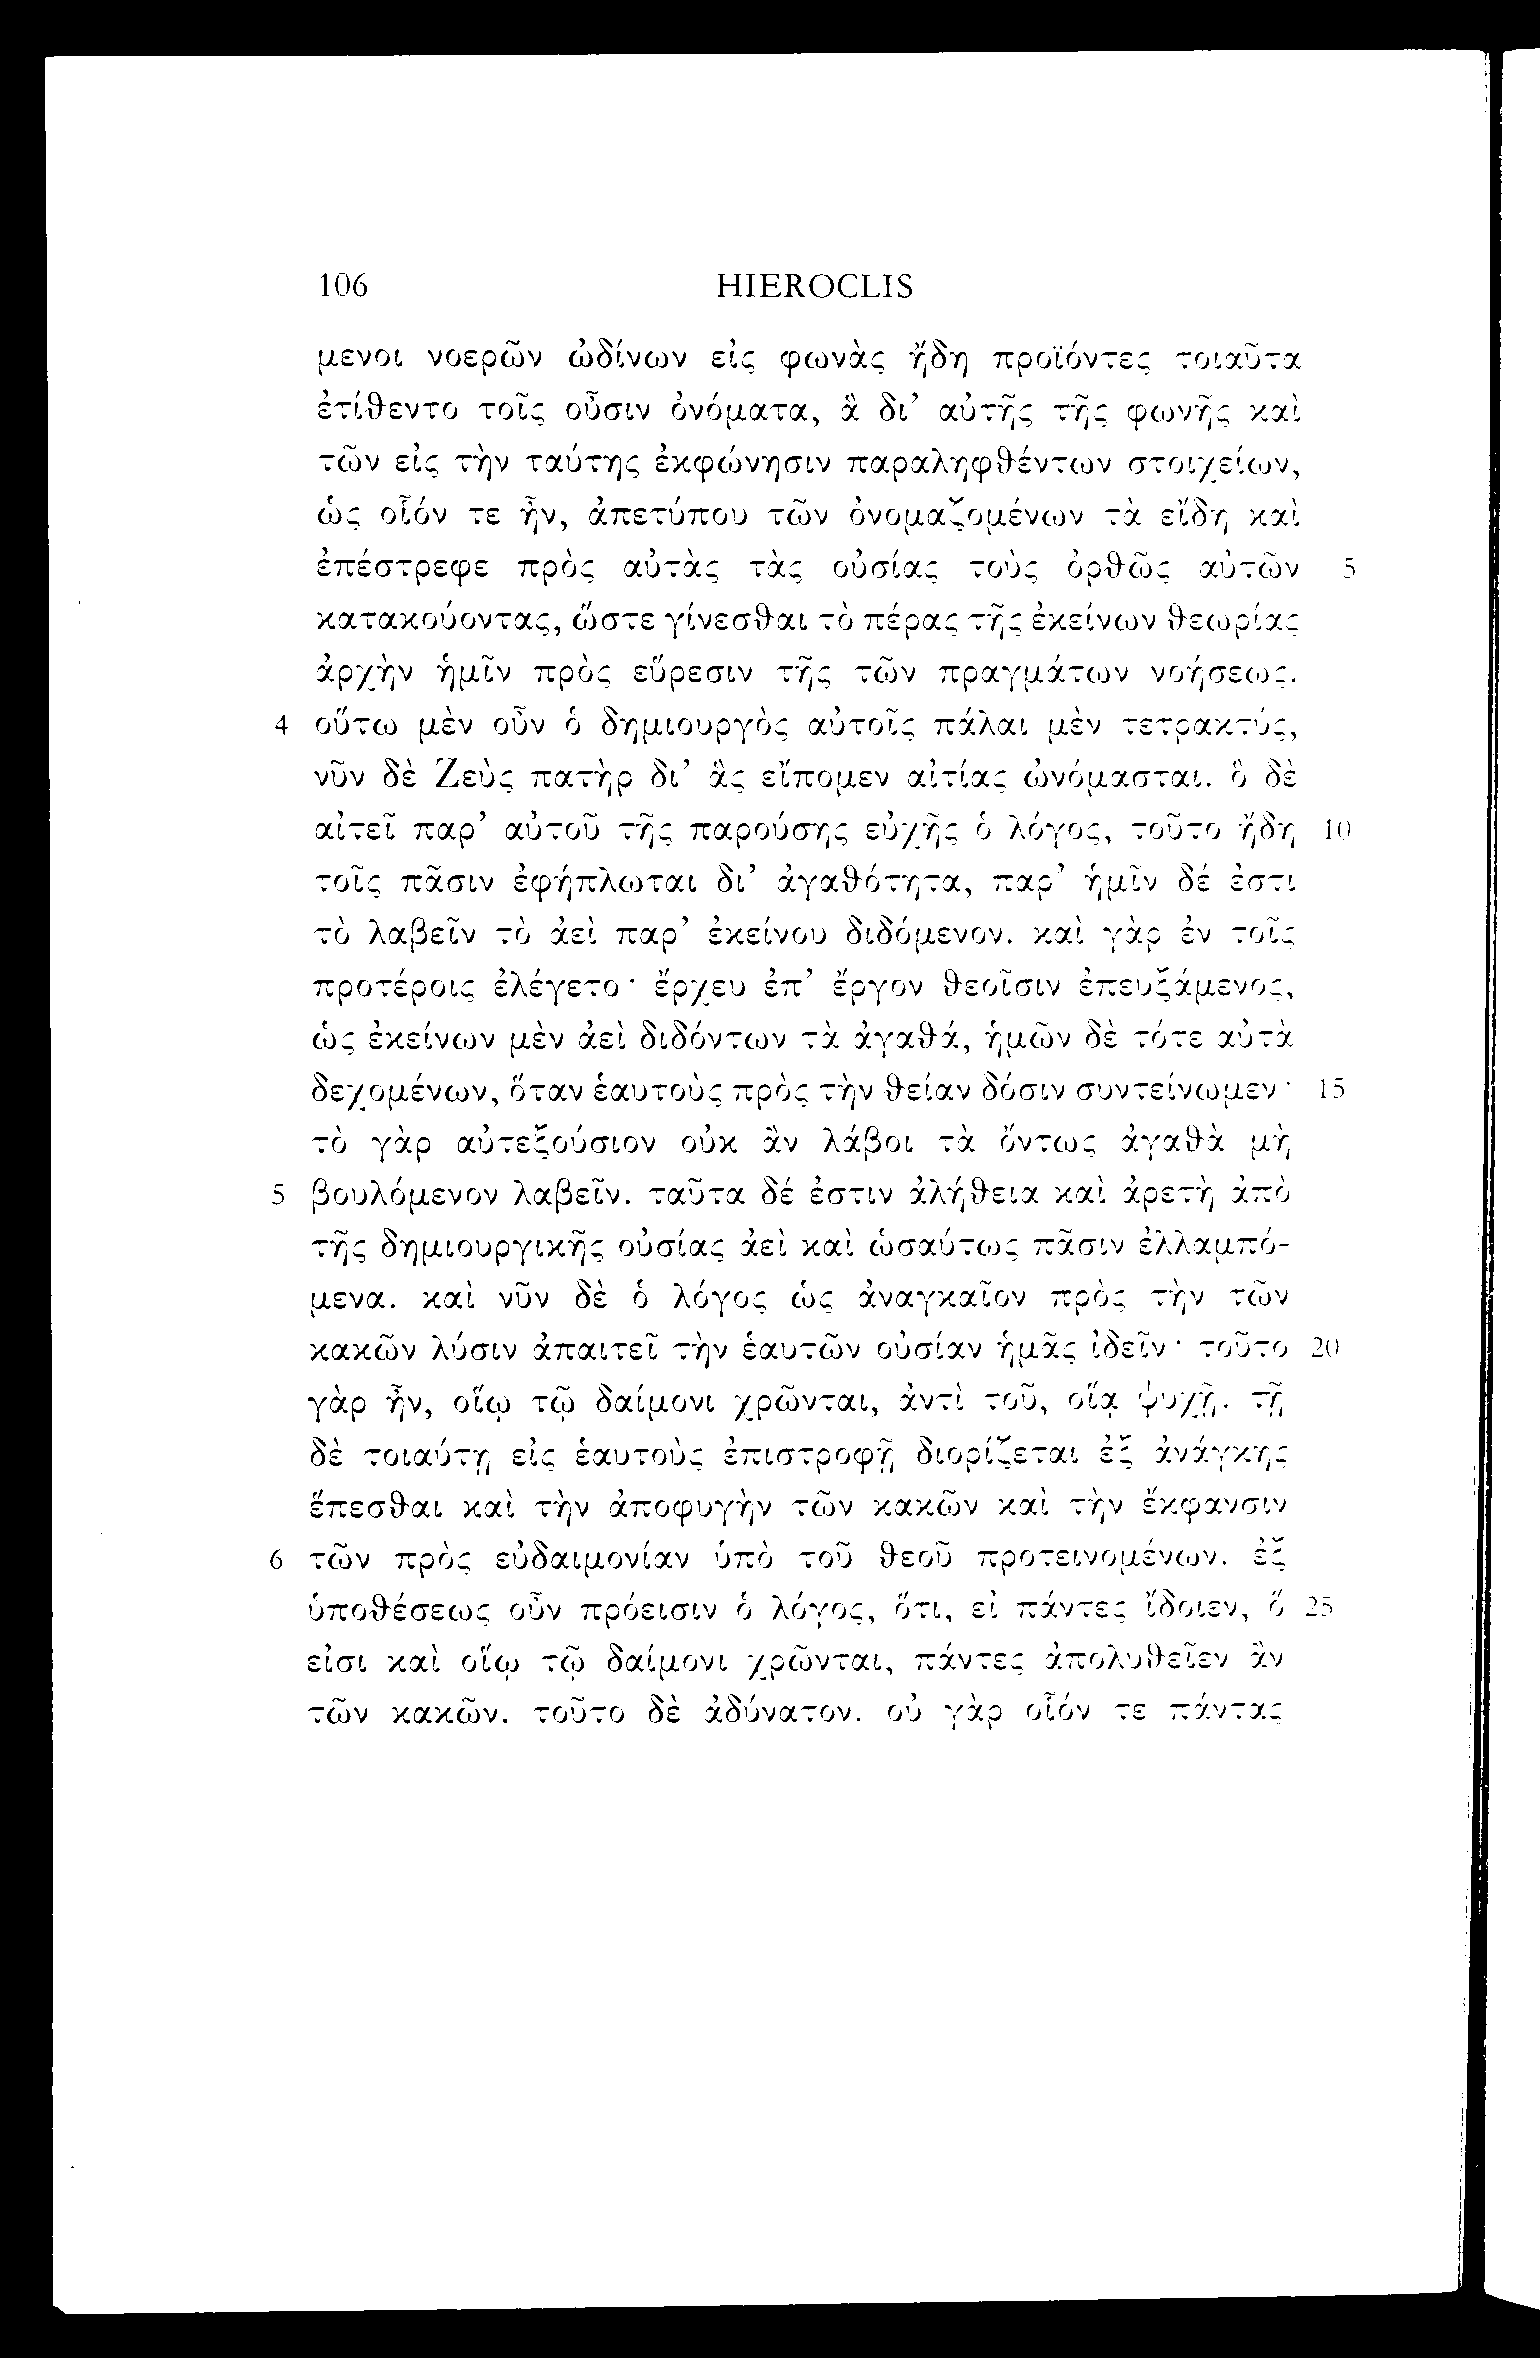 106 HIEROCLIS
μενοι νοερῶν ὠδίνων εἰς φωνὰς ἤδη προϊόντες τοιαῦτα
ἐτίθεντο τοῖς οὖσιν ὀνόματα, ἃ δι’ αὐτῆς τῆς φωνῆς καὶ
τῶν εἰς τὴν ταύτης ἐκφώνησιν παραληφθέντων στοιχείων,
ὡς οἷόν τε ἦν, ἀπετύπου τῶν ὀνομαζομένων τὰ εἴδη καὶ
ἐπέστρεφε πρὸς αὐτὰς τὰς οὐσίας τοὺς ὀρθῶς αὐτῶν 5
κατακούοντας, ὥστε γίνεσθαι τὸ πέρας τῆς ἐκείνων θεωρίας
ἀρχὴν ἡμῖν πρὸς εὕρεσιν τῆς τῶν πραγμάτων νοήσεως.
4 οὕτω μὲν οὖν ὁ δημιουργὸς αὐτοῖς πάλαι μὲν τετρακτύς,
νῦν δὲ Ζεὺς πατὴρ δι’ ἃς εἴπομεν αἰτίας ὠνόμασται. ὃ δὲ
αἰτεῖ παρ’ αὐτοῦ τῆς παρούσης εὐχῆς ὁ λόγος, τοῦτο ἤδη 10
τοῖς πᾶσιν ἐφήπλωται δι’ ἀγαθότητα, παρ’ ἡμῖν δέ ἐστι
τὸ λαβεῖν τὸ ἀεὶ παρ’ ἐκείνου διδόμενον. καὶ γὰρ ἐν τοῖς
προτέροις ἐλέγετο· ἔρχευ ἐπ’ ἔργον θεοῖσιν ἐπευξάμενος,
ὡς ἐκείνων μὲν ἀεὶ διδόντων τὰ ἀγαθά, ἡμῶν δὲ τότε αὐτὰ
δεχομένων, ὅταν ἑαυτοὺς πρὸς τὴν θείαν δόσιν συντείνωμεν· 15
τὸ γὰρ αὐτεξούσιον οὐκ ἂν λάβοι τὰ ὄντως ἀγαθὰ μὴ
5 βουλόμενον λαβεῖν. ταῦτα δέ ἐστιν ἀλήθεια καὶ ἀρετὴ ἀπὸ
τῆς δημιουργικῆς οὐσίας ἀεὶ καὶ ὡσαύτως πᾶσιν ἐλλαμπό-
μενα. καὶ νῦν δὲ ὁ λόγος ὡς ἀναγκαῖον πρὸς τὴν τῶν
κακῶν λύσιν ἀπαιτεῖ τὴν ἑαυτῶν οὐσίαν ἡμᾶς ἰδεῖν· τοῦτο 20
γὰρ ἦν, οἵῳ τῷ δαίμονι χρῶνται, ἀντὶ τοῦ, οἵᾳ ψυχῇ. τῇ
δὲ τοιαύτῃ εἰς ἑαυτοὺς ἐπιστροφῇ διορίζεται ἐξ ἀνάγκης
ἕπεσθαι καὶ τὴν ἀποφυγὴν τῶν κακῶν καὶ τὴν ἔκφανσιν
6 τῶν πρὸς εὐδαιμονίαν ὑπὸ τοῦ θεοῦ προτεινομένων. ἐξ
ὑποθέσεως οὖν πρόεισιν ὁ λόγος, ὅτι, εἰ πάντες ἴδοιεν, ὅ 25
εἰσι καὶ οἵῳ τῷ δαίμονι χρῶνται, πάντες ἀπολυθεῖεν ἂν
τῶν κακῶν. τοῦτο δὲ ἀδύνατον. οὐ γὰρ οἷόν τε πάντας